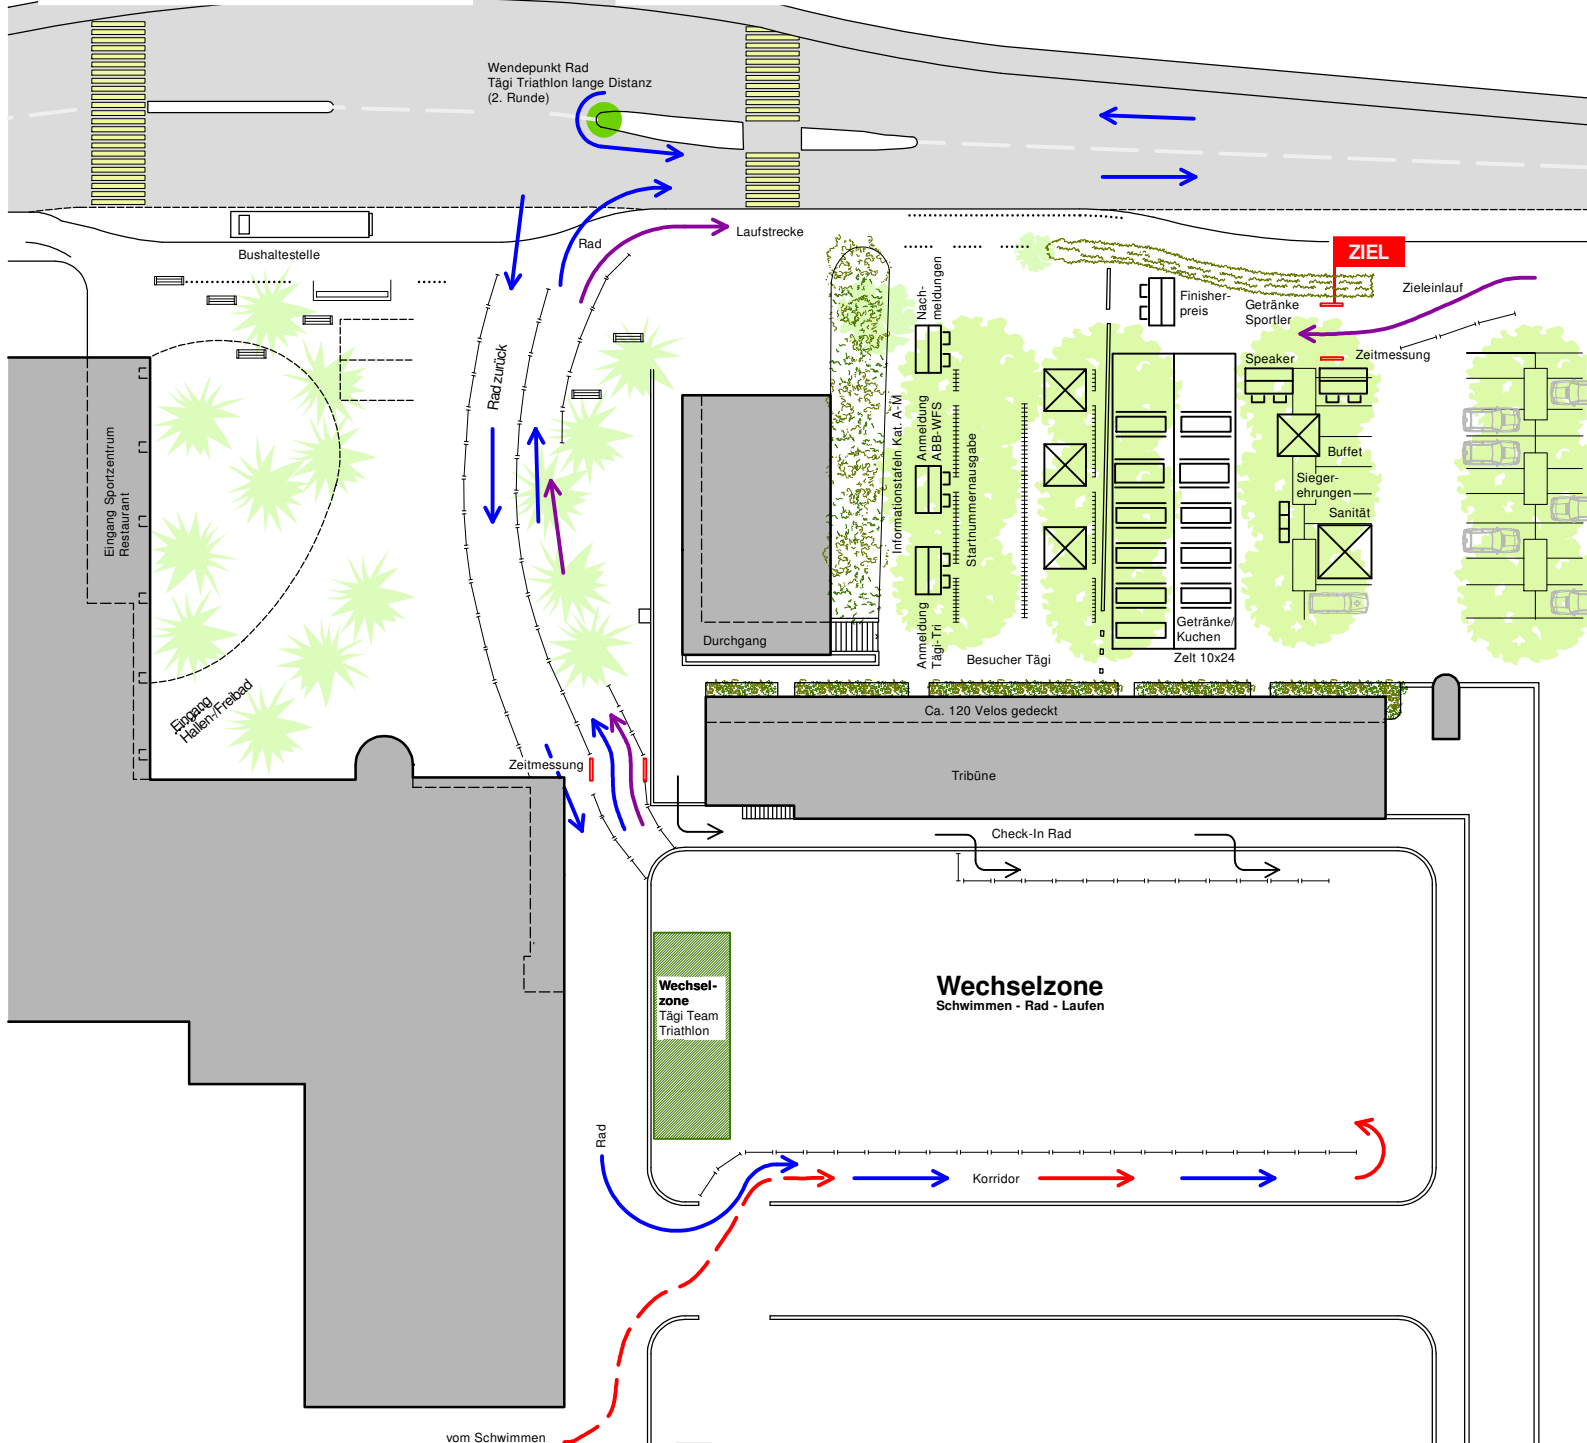 Wendepunkt Rad
Tägi Triathlon lange Distanz
(2. Runde)
Rad
Laufstrecke
Bushaltestelle
ZIEL
Zieleinlauf
Nach-
meldungen
Finisher-
preis
Getränke
Sportler
Speaker
Zeitmessung
Rad zurück
Eingang Sportzentrum
Restaurant
Informationstafeln Kat. A-M
Anmeldung
ABB-WFS
Startnummernausgabe
Buffet
Sieger-
ehrungen
Sanität
Anmeldung
Tägi-Tri
Getränke/
Kuchen
Zelt 10x24
Durchgang
Besucher Tägi
Eingang
Hallen-/Freibad
Ca. 120 Velos gedeckt
Zeitmessung
Tribüne
Check-In Rad
Wechsel-
zone
Tägi Team
Triathlon
Wechselzone
Schwimmen - Rad - Laufen
Rad
Korridor
vom Schwimmen